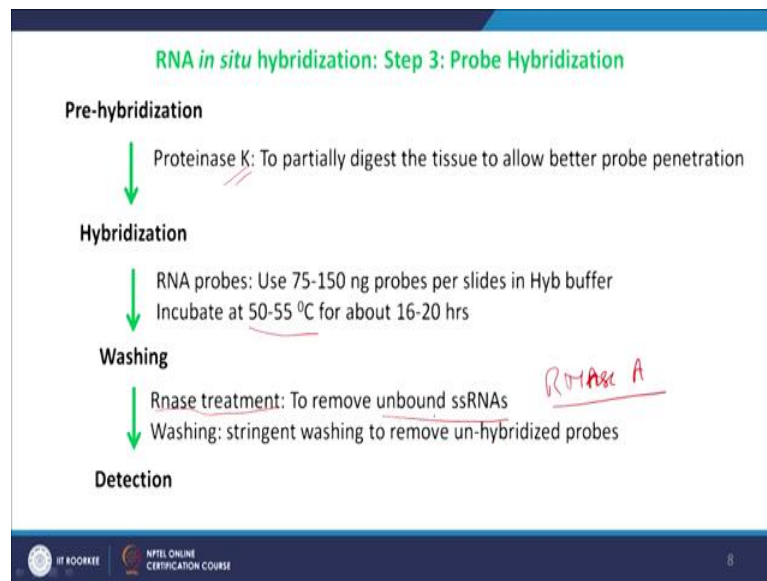 RNA in situ hybridization: Step 3: Probe Hybridization
Pre-hybridization
Proteinase K: To partially digest the tissue to allow better probe penetration
Hybridization
RNA probes: Use 75-150 ng probes per slides in Hyb buffer
Incubate at 50-55 ⁰C for about 16-20 hrs
Washing
RNAse A
Rnase treatment: To remove unbound ssRNAs
Washing: stringent washing to remove un-hybridized probes
Detection
IIT ROORKEE
NPTEL ONLINE
CERTIFICATION COURSE
8